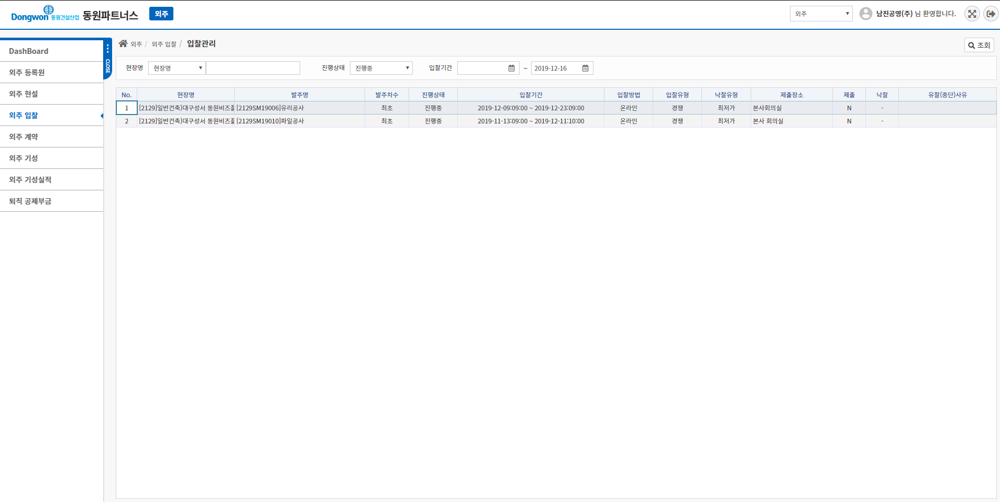 Dongwon 동원건설산업 동원파트너스 외주
외주 남진공영(주) 님 환영합니다.
DashBoard
외주 등록원
외주 현설
외주 입찰
외주 계약
외주 기성
외주 기성실적
퇴직 공제부금
CLOSE
외주 / 외주 입찰 / 입찰관리
조회
현장명 현장명 진행상태 진행중 입찰기간 ~ 2019-12-16
No. 현장명 발주명 발주차수 진행상태 입찰기간 입찰방법 입찰유형 낙찰유형 제출장소 제출 낙찰 유찰(중단)사유
1 [2129]일반건축)대구성서 동원비즈 [2129SM19006]유리공사 최초 진행중 2019-12-09:09:00 ~ 2019-12-23:09:00 온라인 경쟁 최저가 본사회의실 N -
2 [2129]일반건축)대구성서 동원비즈 [2129SM19010]파일공사 최초 진행중 2019-11-13:09:00 ~ 2019-12-11:10:00 온라인 경쟁 최저가 본사 회의실 N -